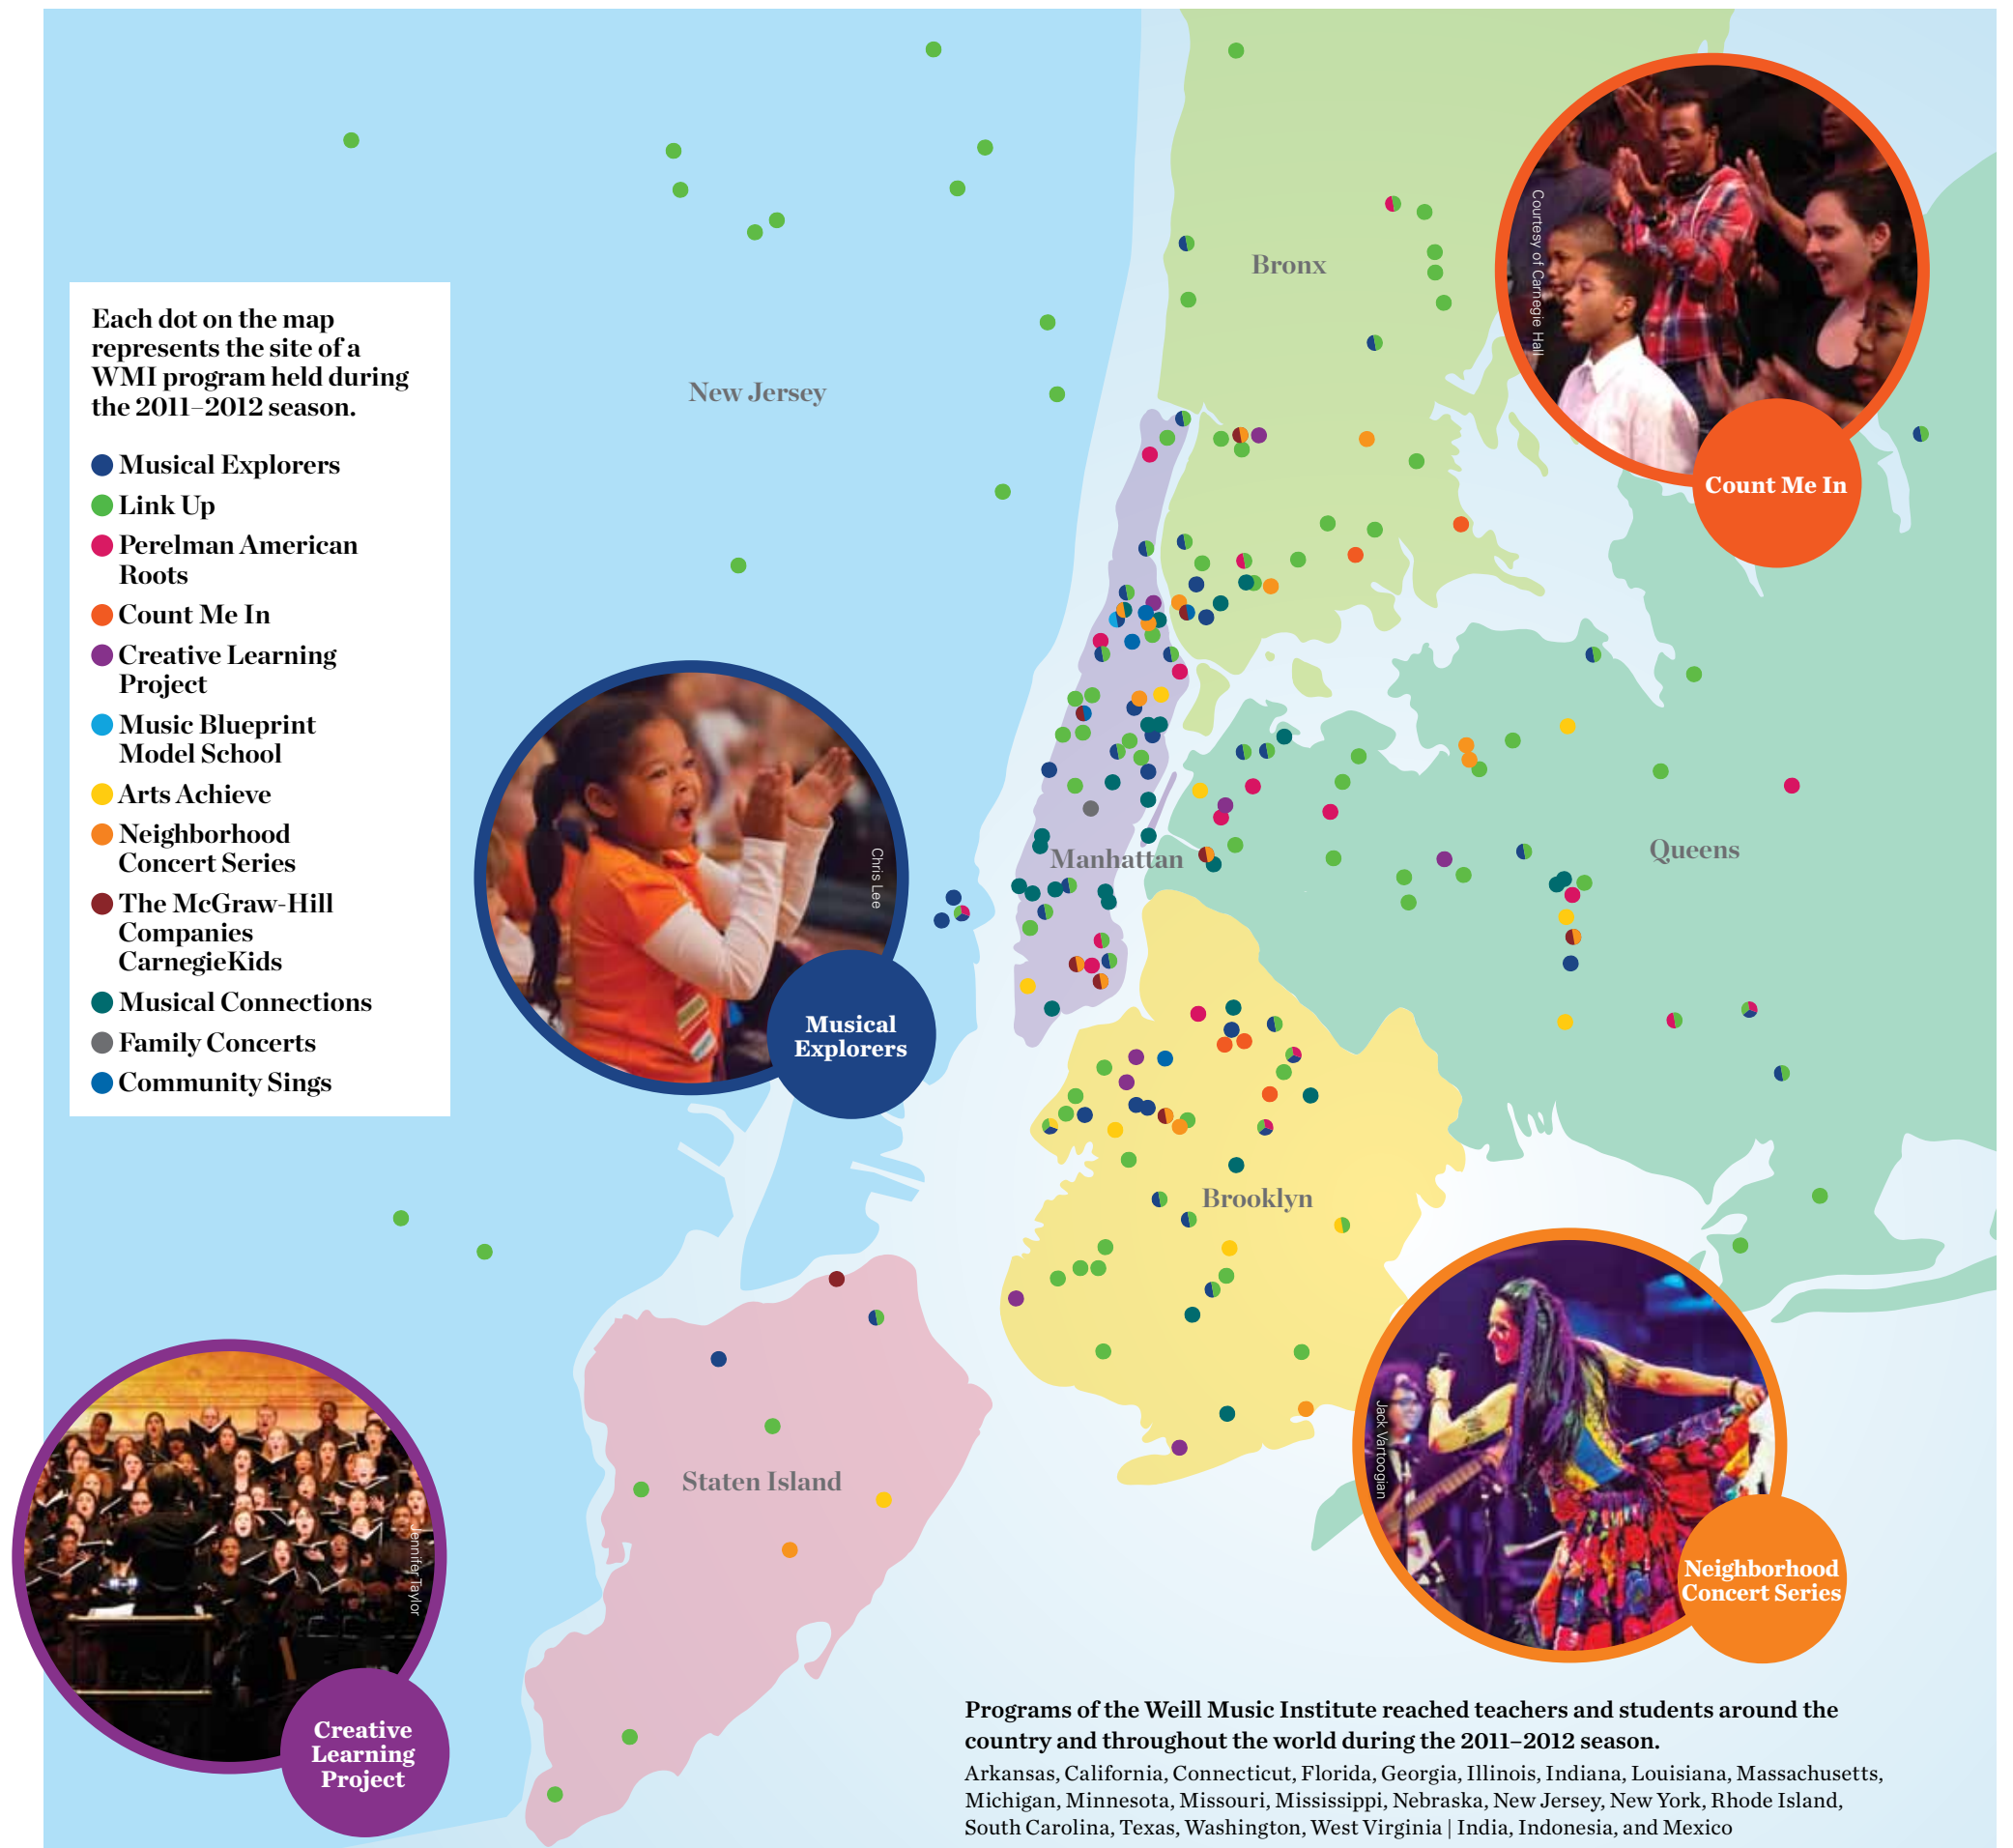 Each dot on the map
represents the site of a
WMI program held during
the 2011–2012 season.
Musical Explorers
Link Up
Perelman American
Roots
Count Me In
Creative Learning
Project
Music Blueprint
Model School
Arts Achieve
Neighborhood
Concert Series
The McGraw-Hill
Companies
CarnegieKids
Musical Connections
Family Concerts
Community Sings
New Jersey
Bronx
Manhattan
Queens
Brooklyn
Staten Island
Courtesy of Carnegie Hall
Count Me In
Chris Lee
Musical
Explorers
Jack Vartoogian
Neighborhood
Concert Series
Jennifer Taylor
Creative
Learning
Project
Programs of the Weill Music Institute reached teachers and students around the
country and throughout the world during the 2011–2012 season.
Arkansas, California, Connecticut, Florida, Georgia, Illinois, Indiana, Louisiana, Massachusetts,
Michigan, Minnesota, Missouri, Mississippi, Nebraska, New Jersey, New York, Rhode Island,
South Carolina, Texas, Washington, West Virginia | India, Indonesia, and Mexico